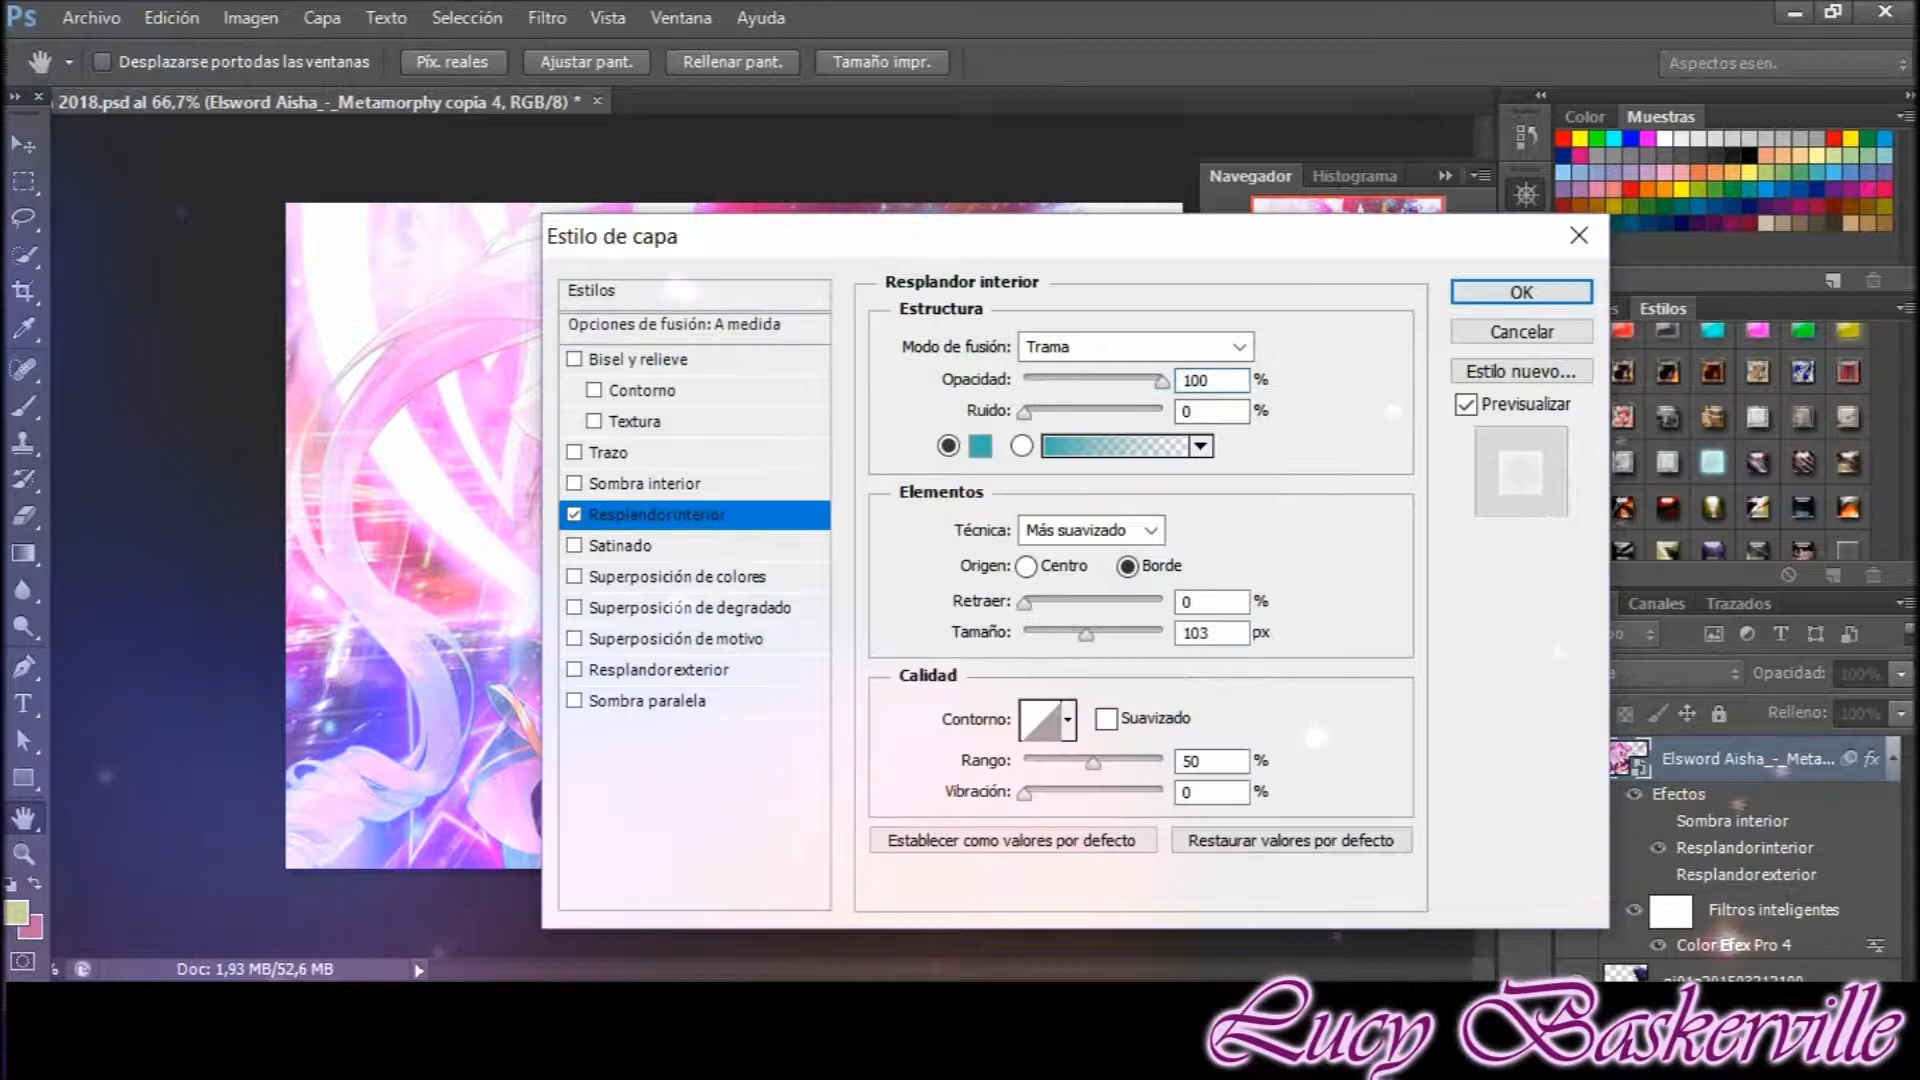 Ps Archivo Edición Imagen Capa Texto Selección Filtro Vista Ventana Ayuda
Desplazarse por todas las ventanas Píx. reales Ajustar pant. Rellenar pant. Tamaño impr. Aspectos esen.
2018.psd al 66,7% (Elsword Aisha_-_Metamorphy copia 4, RGB/8) * ×
Color Muestras
Navegador Histograma
Estilo de capa
Estilos
Opciones de fusión: A medida
Bisel y relieve
Contorno
Textura
Trazo
Sombra interior
Resplandor interior
Satinado
Superposición de colores
Superposición de degradado
Superposición de motivo
Resplandor exterior
Sombra paralela
Resplandor interior
Estructura
Modo de fusión: Trama
Opacidad: 100 %
Ruido: 0 %
Elementos
Técnica: Más suavizado
Origen: Centro Borde
Retraer: 0 %
Tamaño: 103 px
Calidad
Contorno: Suavizado
Rango: 50 %
Vibración: 0 %
Establecer como valores por defecto Restaurar valores por defecto
OK
Cancelar
Estilo nuevo...
Previsualizar
Estilos
Canales Trazados
Opacidad: 100%
Relleno: 100%
Elsword Aisha_-_Meta... fx
Efectos
Sombra interior
Resplandor interior
Resplandor exterior
Filtros inteligentes
Color Efex Pro 4
Doc: 1,93 MB/52,6 MB
Lucy Baskerville